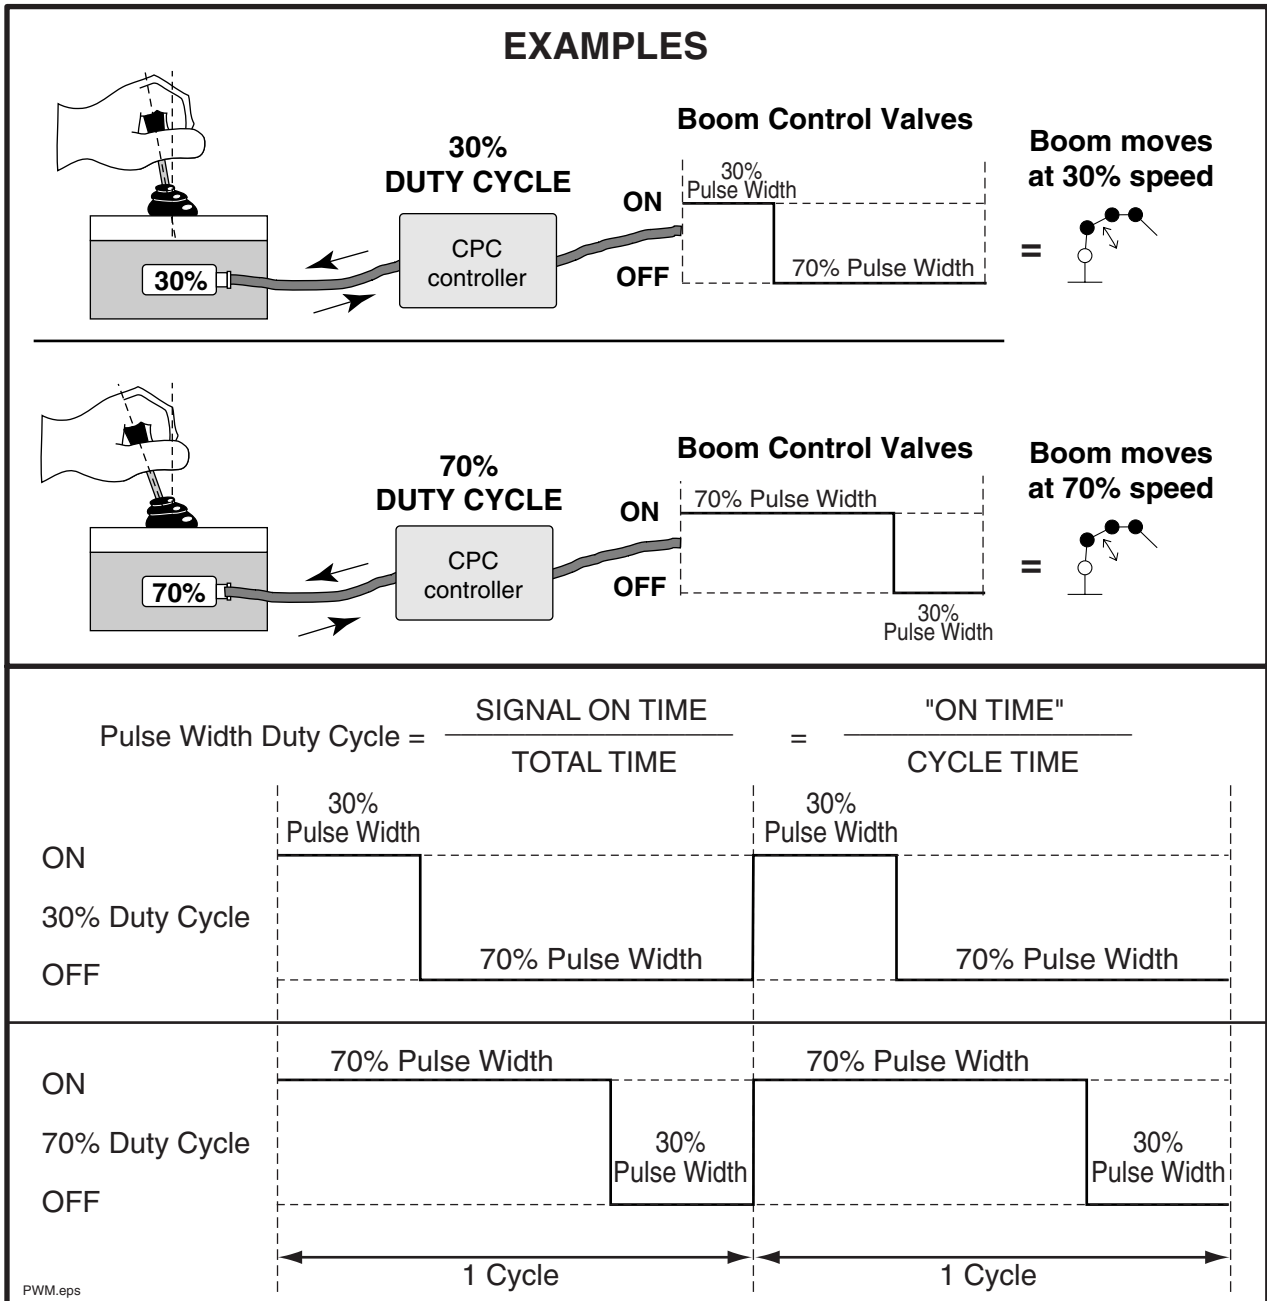 EXAMPLES
30%
DUTY CYCLE
Boom Control Valves
Boom moves
at 30% speed
30%
Pulse Width
ON
CPC
controller
30%
OFF
70% Pulse Width
=
70%
DUTY CYCLE
Boom Control Valves
Boom moves
at 70% speed
70% Pulse Width
ON
CPC
controller
70%
OFF
=
30%
Pulse Width
Pulse Width Duty Cycle = SIGNAL ON TIME = "ON TIME"
TOTAL TIME CYCLE TIME
30%
Pulse Width
30%
Pulse Width
ON
30% Duty Cycle
OFF
70% Pulse Width
70% Pulse Width
70% Pulse Width
70% Pulse Width
ON
70% Duty Cycle
OFF
30%
Pulse Width
30%
Pulse Width
1 Cycle
1 Cycle
PWM.eps